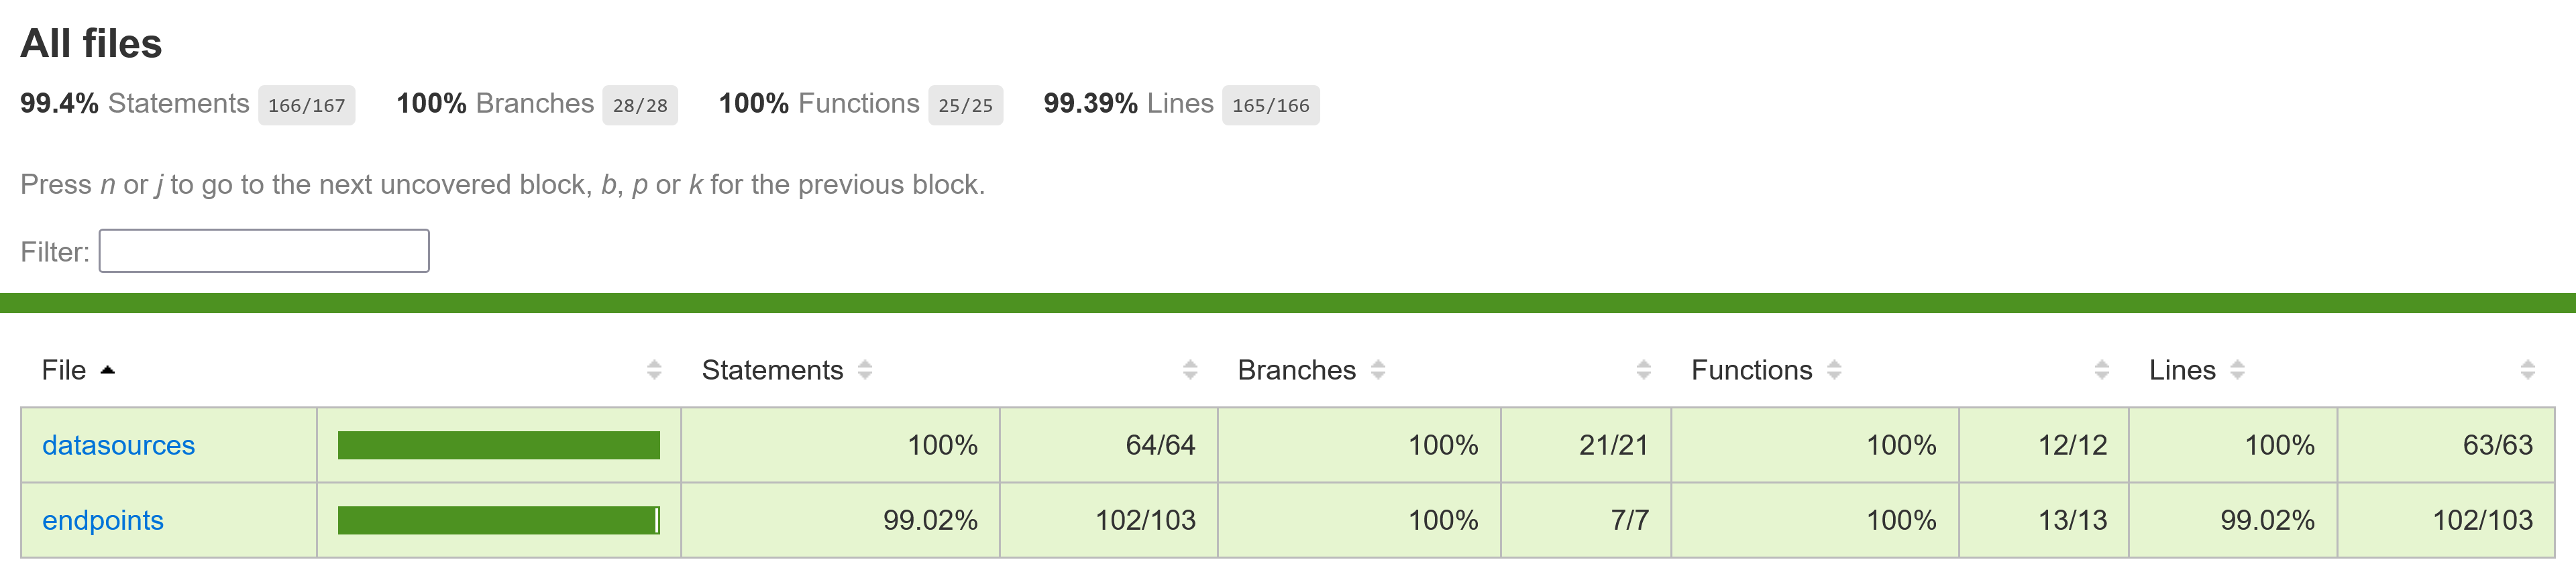 All files
99.4% Statements 166/167 100% Branches 28/28 100% Functions 25/25 99.39% Lines 165/166
Press n or j to go to the next uncovered block, b, p or k for the previous block.
Filter:
File Statements Branches Functions Lines
datasources 100% 64/64 100% 21/21 100% 12/12 100% 63/63
endpoints 99.02% 102/103 100% 7/7 100% 13/13 99.02% 102/103